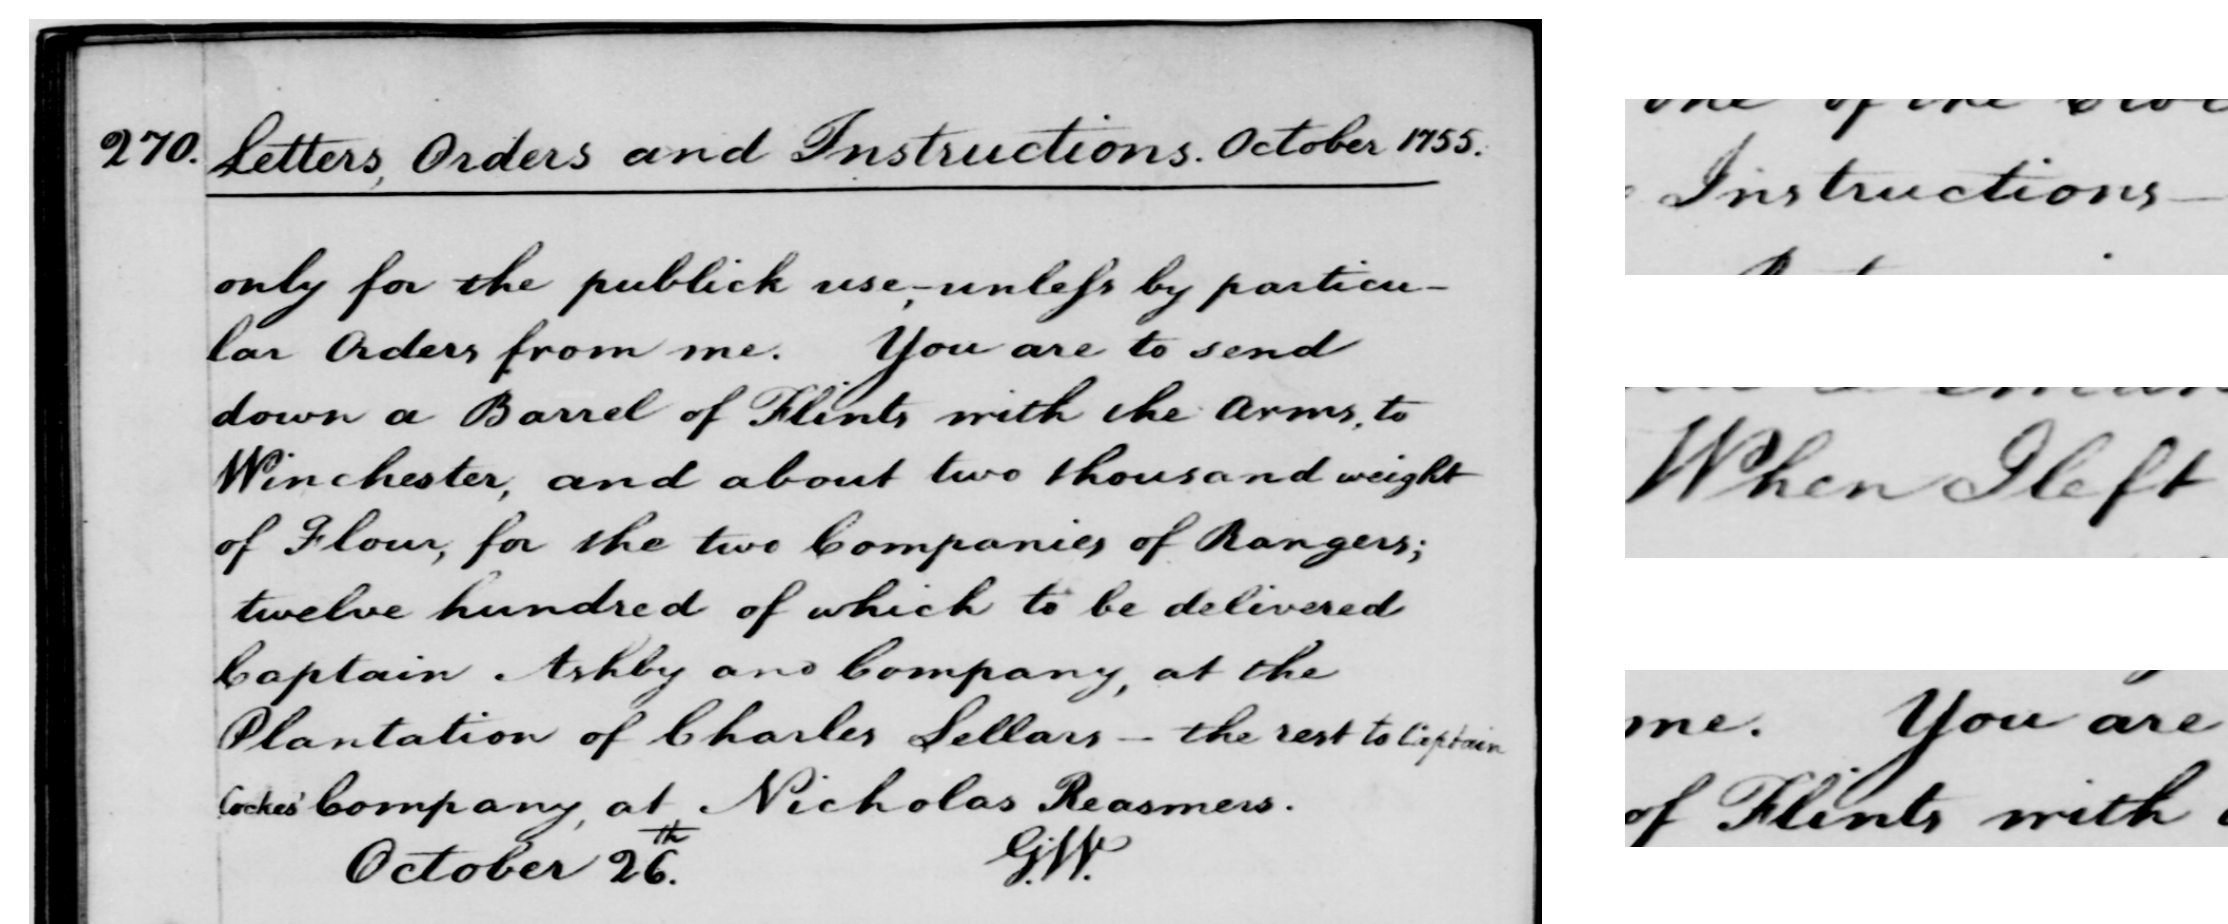 270. Letters, Orders and Instructions. October 1755.
only for the publick use,-unless by particu-
lar Orders from me. You are to send
down a Barrel of Flints with the Arms, to
Winchester, and about two thousand weight
of Flour, for the two Companies of Rangers;
twelve hundred of which to be delivered
Captain Ashby and Company, at the
Plantation of Charles Sellars - the rest to Captain
Cockes' Company, at Nicholas Reasmers.
October 26th. G.W.
Instructions-
When I left
me. You are
of Flints with